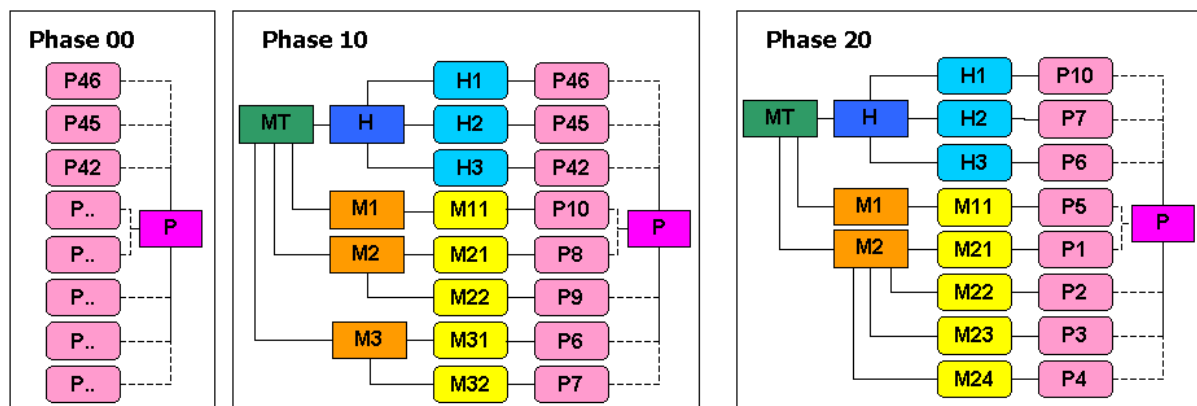 Phase 00
P46
P45
P42
P..
P..
P..
P..
P..
P
Phase 10
H1 P46
MT H H2 P45
H3 P42
M1 M11 P10
P
M2 M21 P8
M22 P9
M3 M31 P6
M32 P7
Phase 20
H1 P10
MT H H2 P7
H3 P6
M1 M11 P5
P
M2 M21 P1
M22 P2
M23 P3
M24 P4